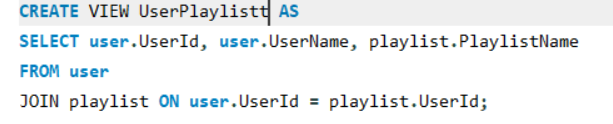 CREATE VIEW UserPlaylistt AS
SELECT user.UserId, user.UserName, playlist.PlaylistName
FROM user
JOIN playlist ON user.UserId = playlist.UserId;